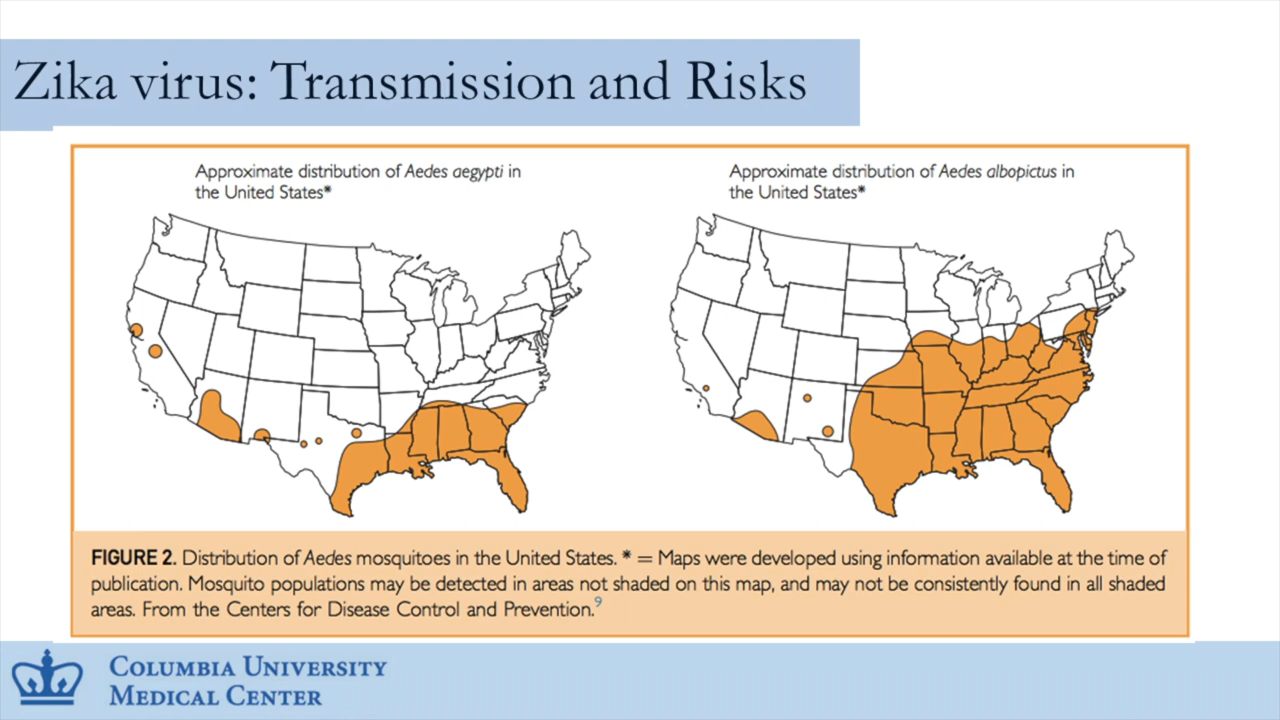 Zika virus: Transmission and Risks
Approximate distribution of Aedes aegypti in
the United States*
Approximate distribution of Aedes albopictus in
the United States*
FIGURE 2. Distribution of Aedes mosquitoes in the United States. * = Maps were developed using information available at the time of
publication. Mosquito populations may be detected in areas not shaded on this map, and may not be consistently found in all shaded
areas. From the Centers for Disease Control and Prevention.9
COLUMBIA UNIVERSITY
MEDICAL CENTER